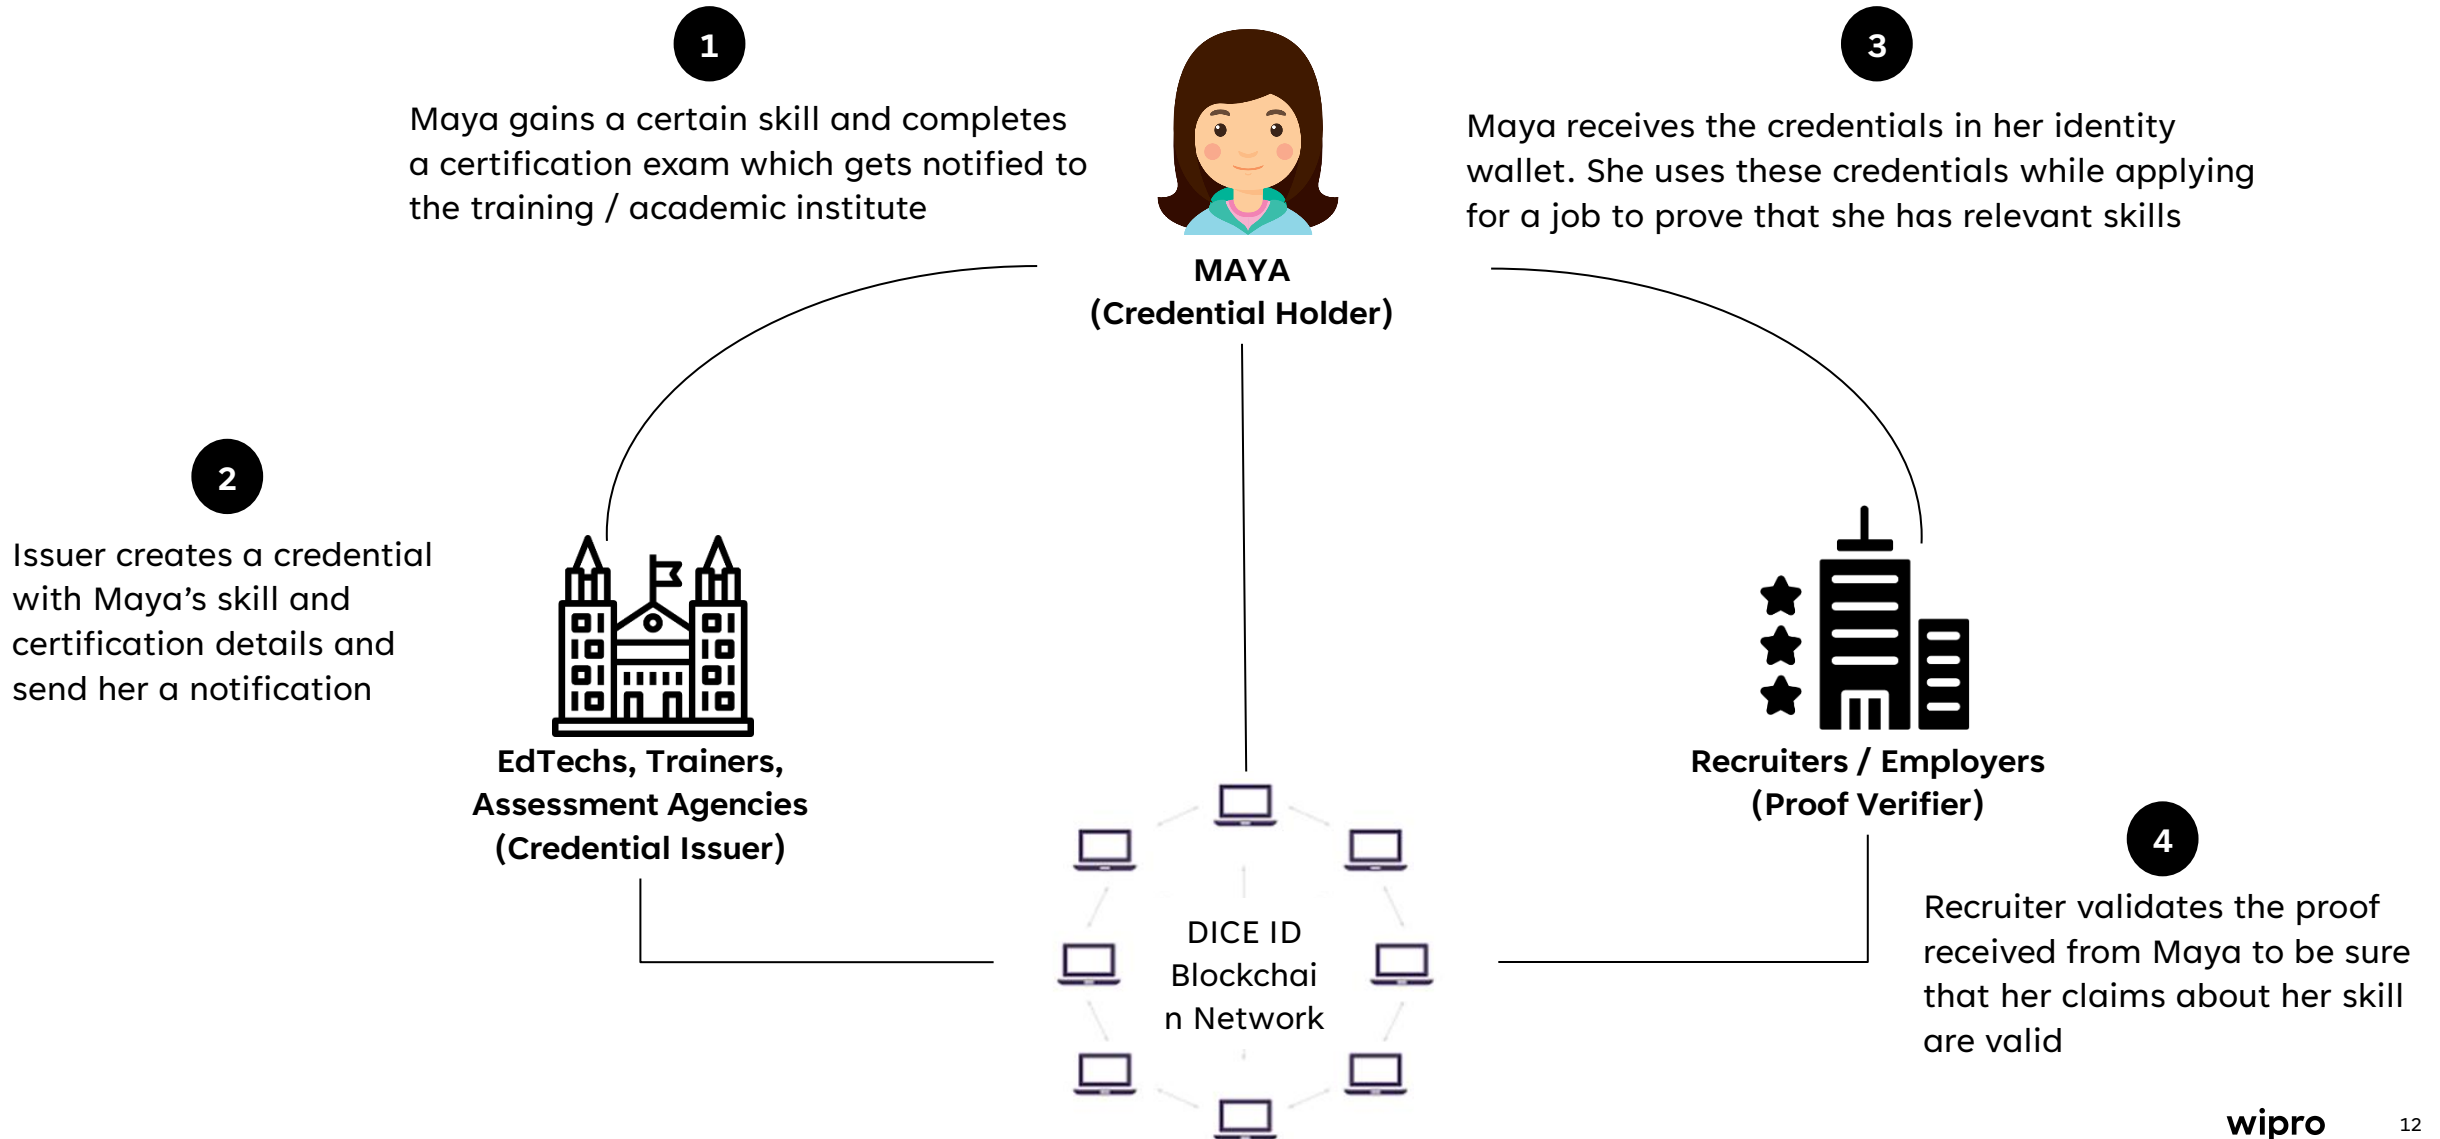 1
Maya gains a certain skill and completes
a certification exam which gets notified to
the training / academic institute
MAYA
(Credential Holder)
3
Maya receives the credentials in her identity
wallet. She uses these credentials while applying
for a job to prove that she has relevant skills
2
Issuer creates a credential
with Maya’s skill and
certification details and
send her a notification
EdTechs, Trainers,
Assessment Agencies
(Credential Issuer)
Recruiters / Employers
(Proof Verifier)
4
Recruiter validates the proof
received from Maya to be sure
that her claims about her skill
are valid
DICE ID
Blockchai
n Network
wipro
12